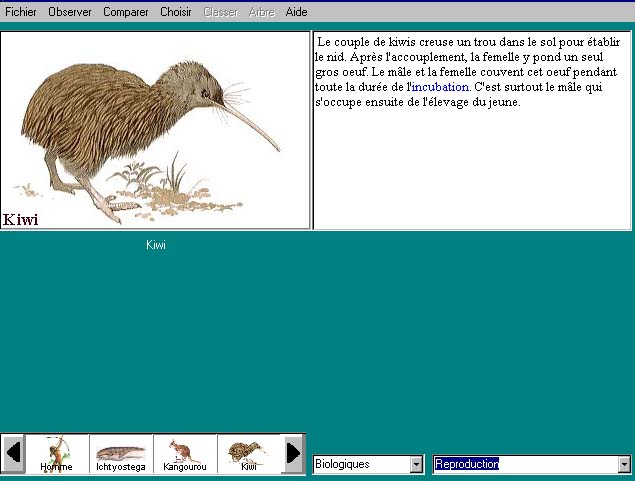 Fichier Observer Comparer Choisir Classer Arbre Aide
Le couple de kiwis creuse un trou dans le sol pour établir
le nid. Après l'accouplement, la femelle y pond un seul
gros oeuf. Le mâle et la femelle couvent cet oeuf pendant
toute la durée de l'incubation. C'est surtout le mâle qui
s'occupe ensuite de l'élevage du jeune.
Kiwi
Kiwi
Homme Ichtyostega Kangourou Kiwi
Biologiques Reproduction